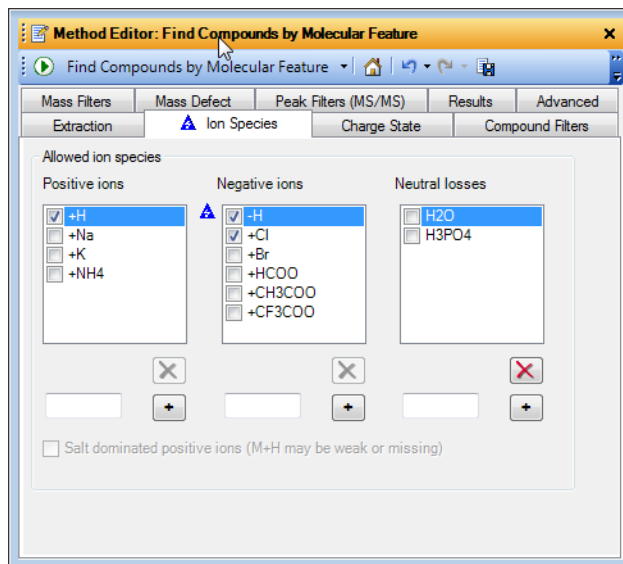 Method Editor: Find Compounds by Molecular Feature
Find Compounds by Molecular Feature
Mass Filters Mass Defect Peak Filters (MS/MS) Results Advanced
Extraction Ion Species Charge State Compound Filters
Allowed ion species
Positive ions Negative ions Neutral losses
+H -H H2O
+Na +Cl H3PO4
+K +Br
+NH4 +HCOO
+CH3COO
+CF3COO
Salt dominated positive ions (M+H may be weak or missing)